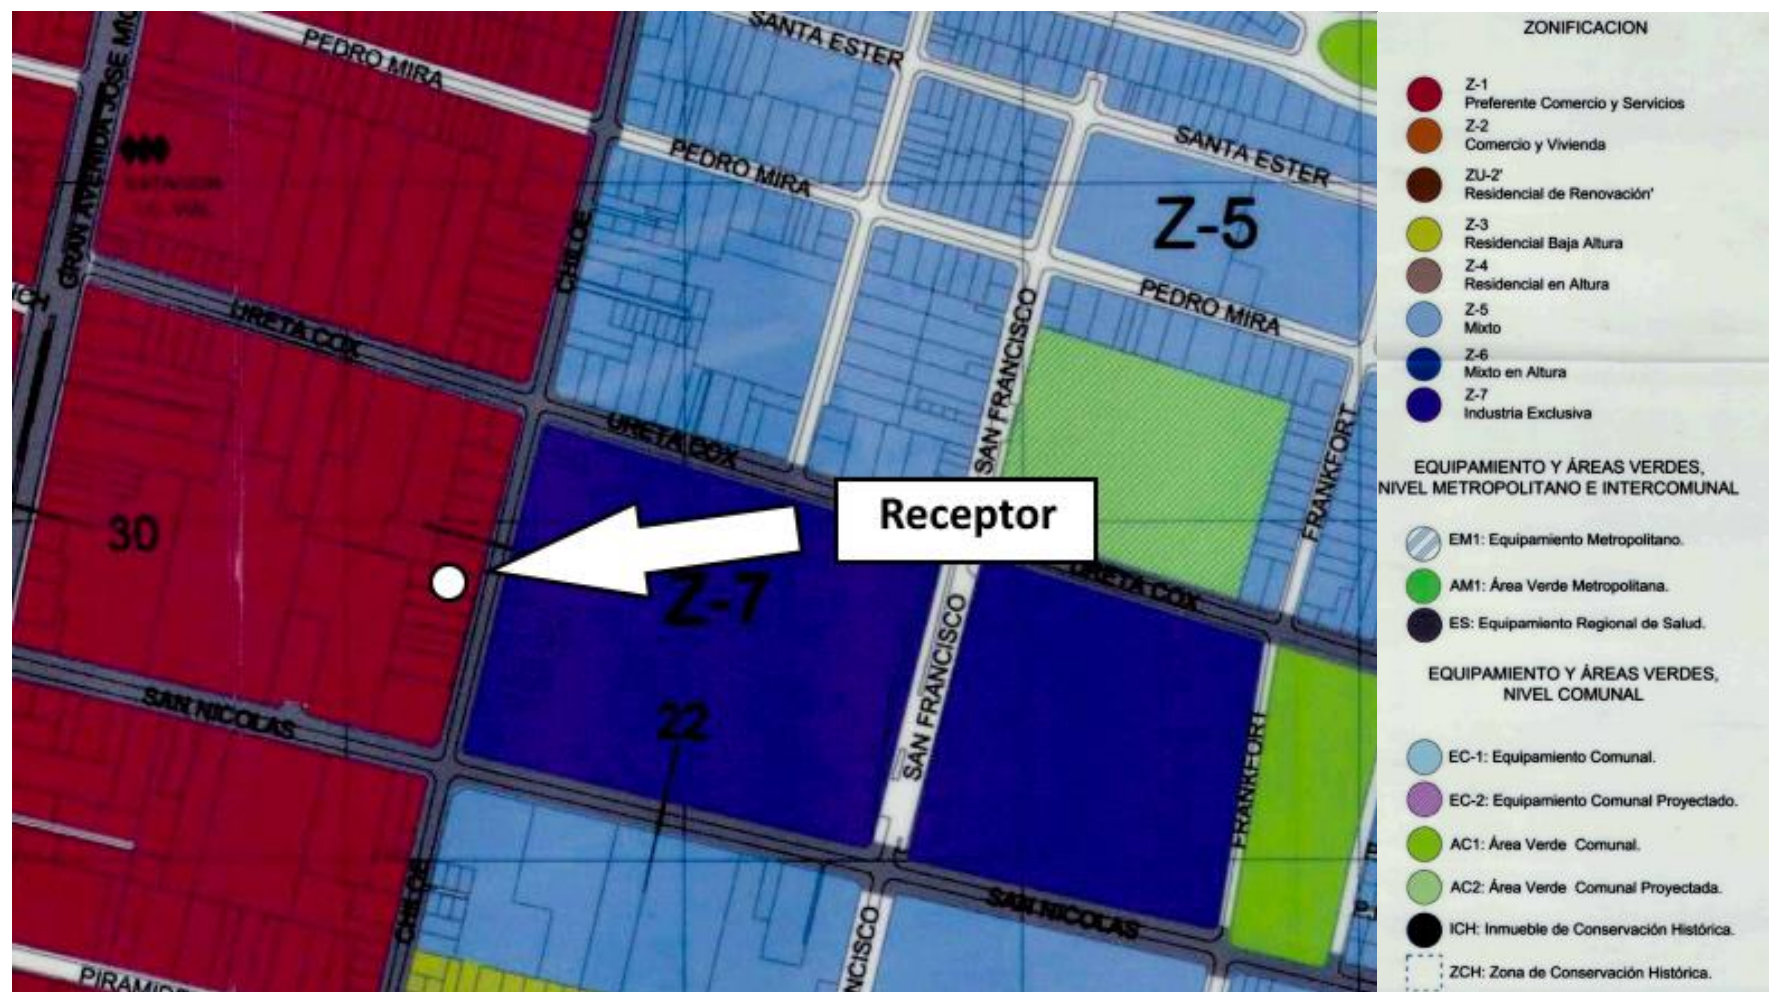 PEDRO MIRA
SANTA ESTER
GRAN AVENIDA JOSE MIG
PEDRO MIRA
SANTA ESTER
Z-5
CHILOE
URETA COX
PEDRO MIRA
SAN FRANCISCO
URETA COX
FRANKFORT
Receptor
30
Z-7
URETA COX
SAN FRANCISCO
22
SAN NICOLAS
FRANKFORT
CHILOE
SAN NICOLAS
NCISCO
PIRAMIDE
ZONIFICACION
Z-1
Preferente Comercio y Servicios
Z-2
Comercio y Vivienda
ZU-2'
Residencial de Renovación'
Z-3
Residencial Baja Altura
Z-4
Residencial en Altura
Z-5
Mixto
Z-6
Mixto en Altura
Z-7
Industria Exclusiva
EQUIPAMIENTO Y ÁREAS VERDES,
NIVEL METROPOLITANO E INTERCOMUNAL
EM1: Equipamiento Metropolitano.
AM1: Área Verde Metropolitana.
ES: Equipamiento Regional de Salud.
EQUIPAMIENTO Y ÁREAS VERDES,
NIVEL COMUNAL
EC-1: Equipamiento Comunal.
EC-2: Equipamiento Comunal Proyectado.
AC1: Área Verde Comunal.
AC2: Área Verde Comunal Proyectada.
ICH: Inmueble de Conservación Histórica.
ZCH: Zona de Conservación Histórica.